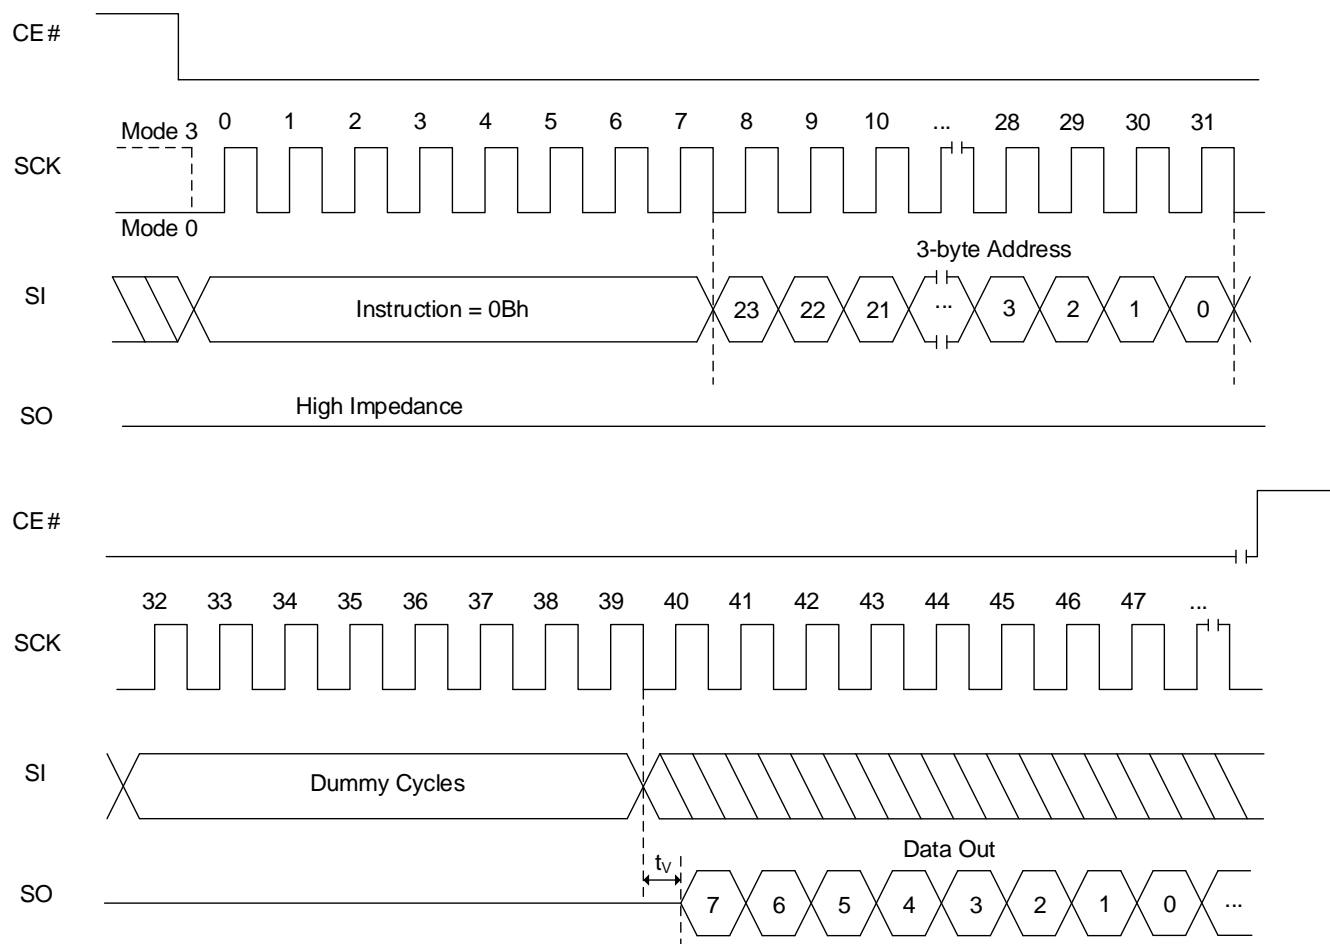 CE#
Mode 3 0 1 2 3 4 5 6 7 8 9 10 ... 28 29 30 31
SCK
Mode 0
3-byte Address
SI Instruction = 0Bh 23 22 21 ... 3 2 1 0
High Impedance
SO
CE#
32 33 34 35 36 37 38 39 40 41 42 43 44 45 46 47 ...
SCK
SI Dummy Cycles
Data Out
tV
SO 7 6 5 4 3 2 1 0 ...